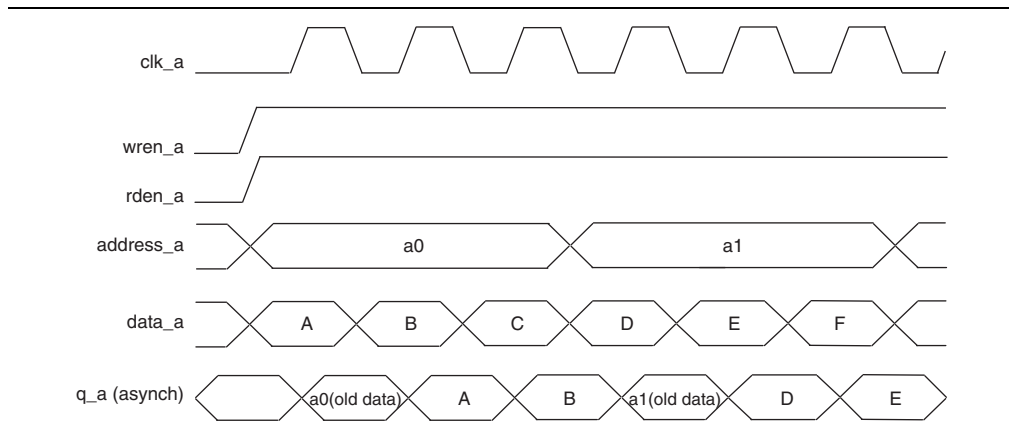 clk_a
wren_a
rden_a
address_a a0 a1
data_a A B C D E F
q_a (asynch) a0(old data) A B a1(old data) D E